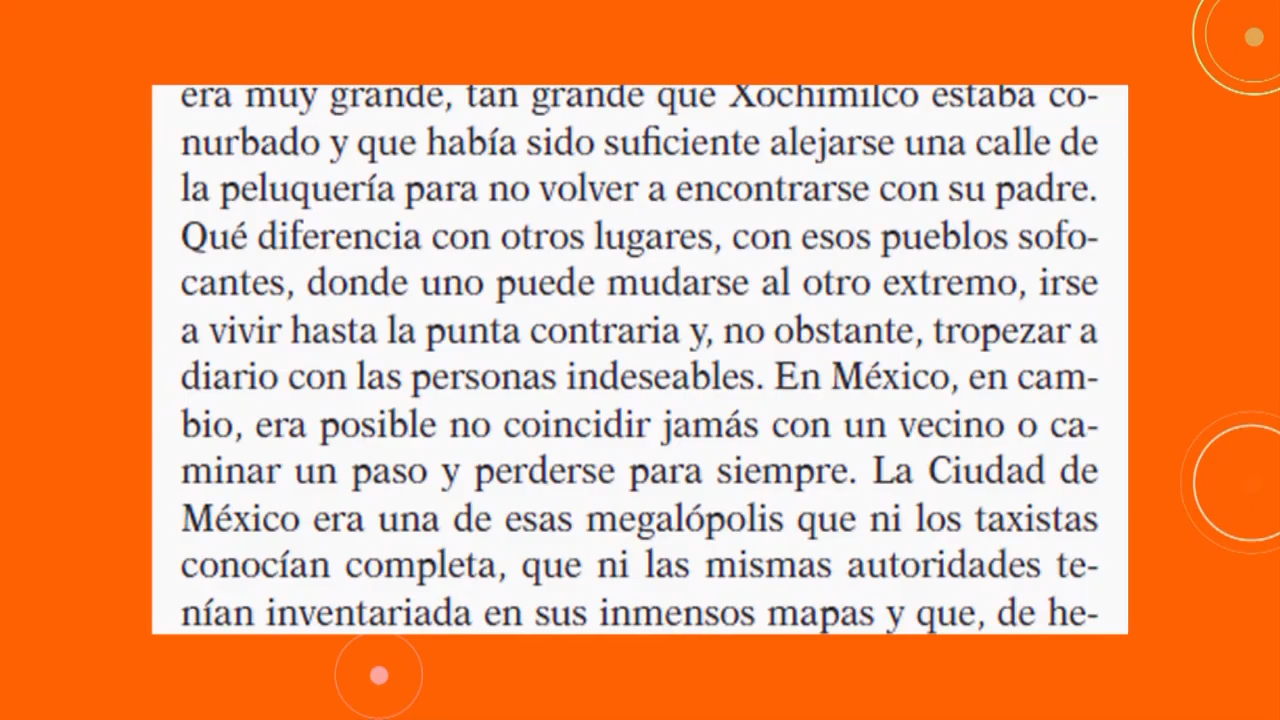 era muy grande, tan grande que Xochimilco estaba co-
nurbado y que había sido suficiente alejarse una calle de
la peluquería para no volver a encontrarse con su padre.
Qué diferencia con otros lugares, con esos pueblos sofo-
cantes, donde uno puede mudarse al otro extremo, irse
a vivir hasta la punta contraria y, no obstante, tropezar a
diario con las personas indeseables. En México, en cam-
bio, era posible no coincidir jamás con un vecino o ca-
minar un paso y perderse para siempre. La Ciudad de
México era una de esas megalópolis que ni los taxistas
conocían completa, que ni las mismas autoridades te-
nían inventariada en sus inmensos mapas y que, de he-